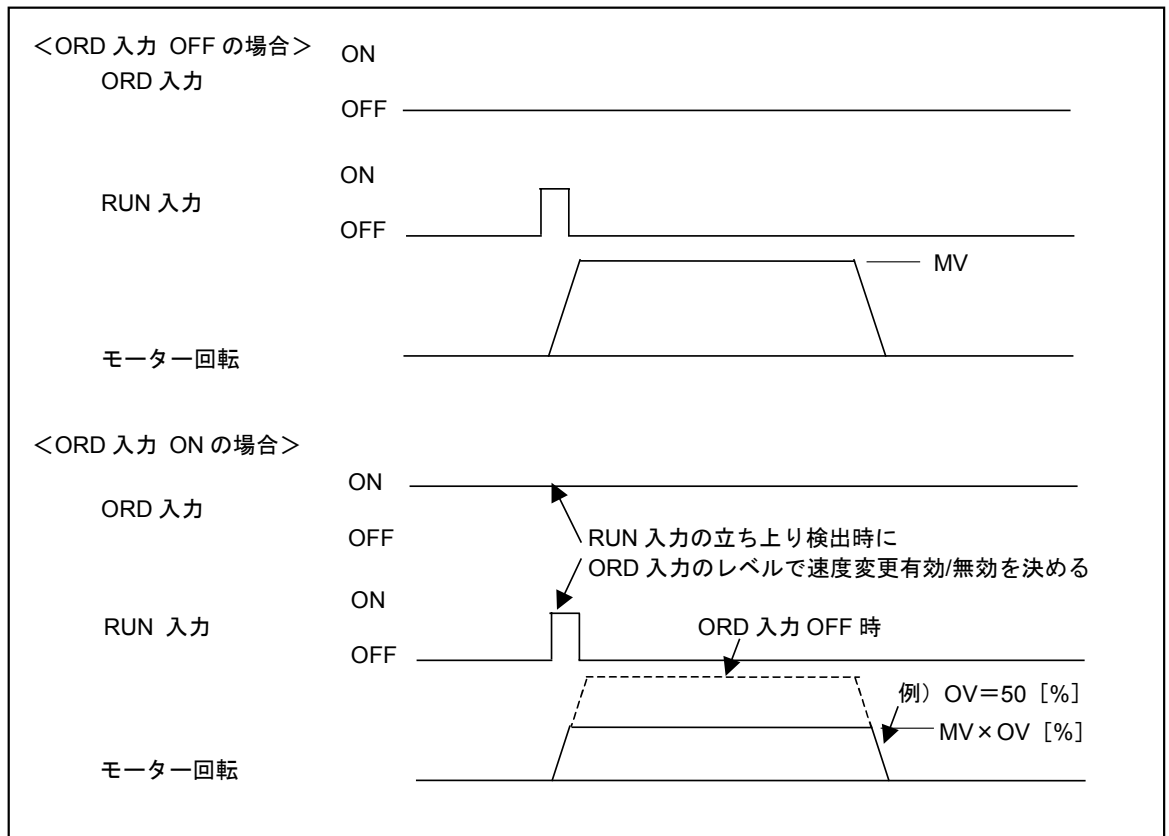 ＜ORD 入力 OFF の場合＞
ON
ORD 入力
OFF
ON
RUN 入力
OFF
MV
モーター回転
＜ORD 入力 ON の場合＞
ON
ORD 入力
OFF
RUN 入力の立ち上り検出時に
ORD 入力のレベルで速度変更有効/無効を決める
ON
RUN 入力
ORD 入力 OFF 時
OFF
例）OV＝50［%］
MV×OV［%］
モーター回転